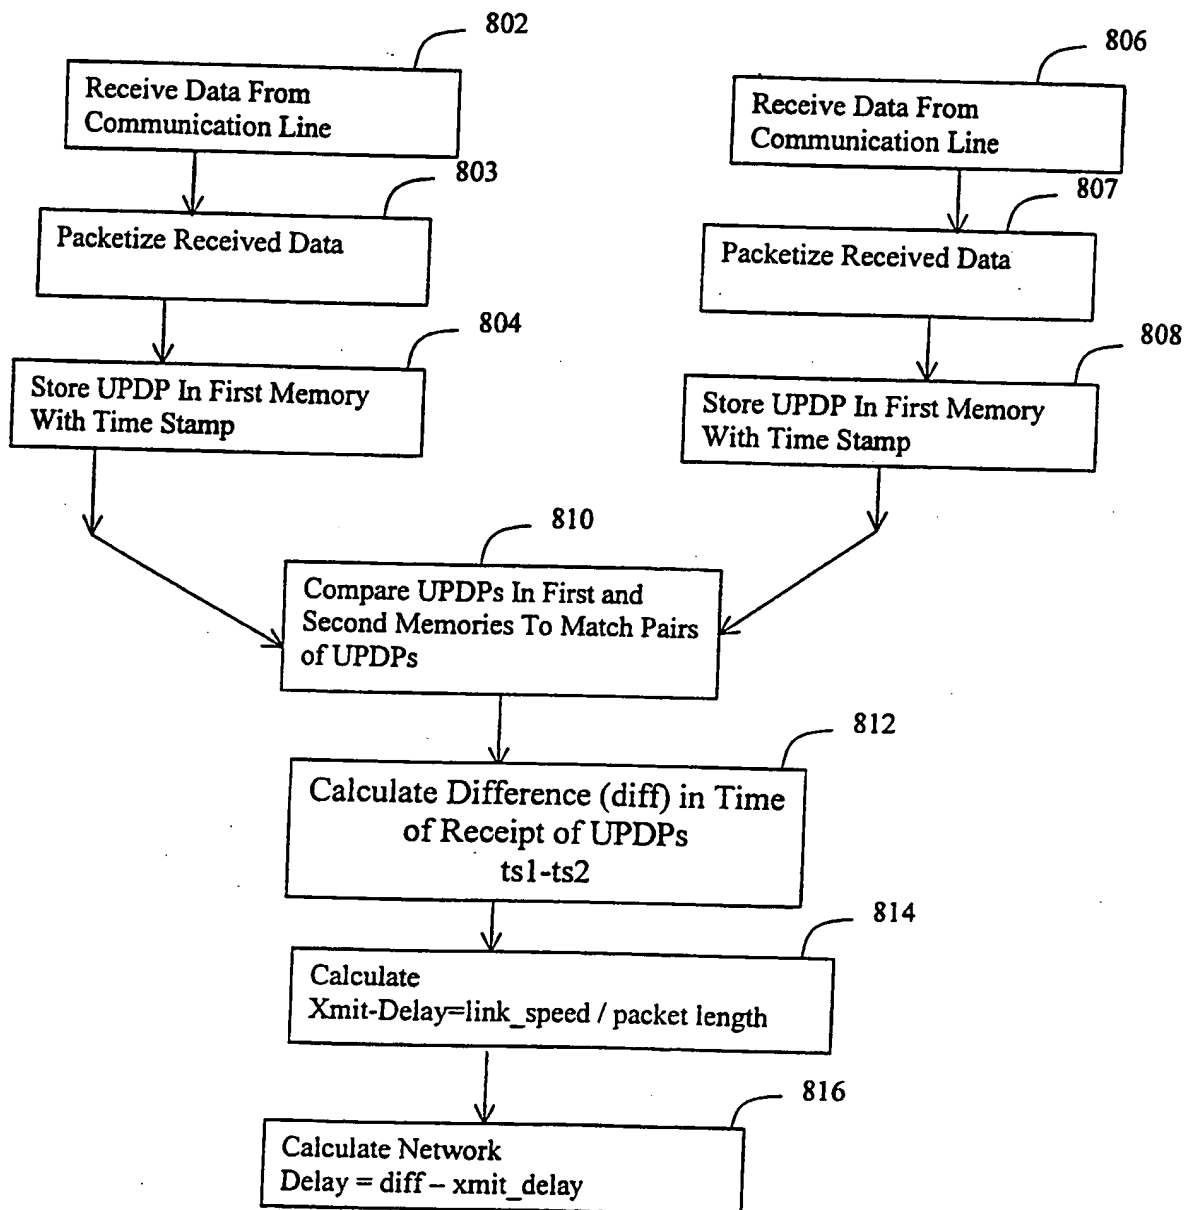 802
Receive Data From
Communication Line
803
Packetize Received Data
804
Store UPDP In First Memory
With Time Stamp
806
Receive Data From
Communication Line
807
Packetize Received Data
808
Store UPDP In First Memory
With Time Stamp
810
Compare UPDPs In First and
Second Memories To Match Pairs
of UPDPs
812
Calculate Difference (diff) in Time
of Receipt of UPDPs
ts1-ts2
814
Calculate
Xmit-Delay=link_speed / packet length
816
Calculate Network
Delay = diff – xmit_delay